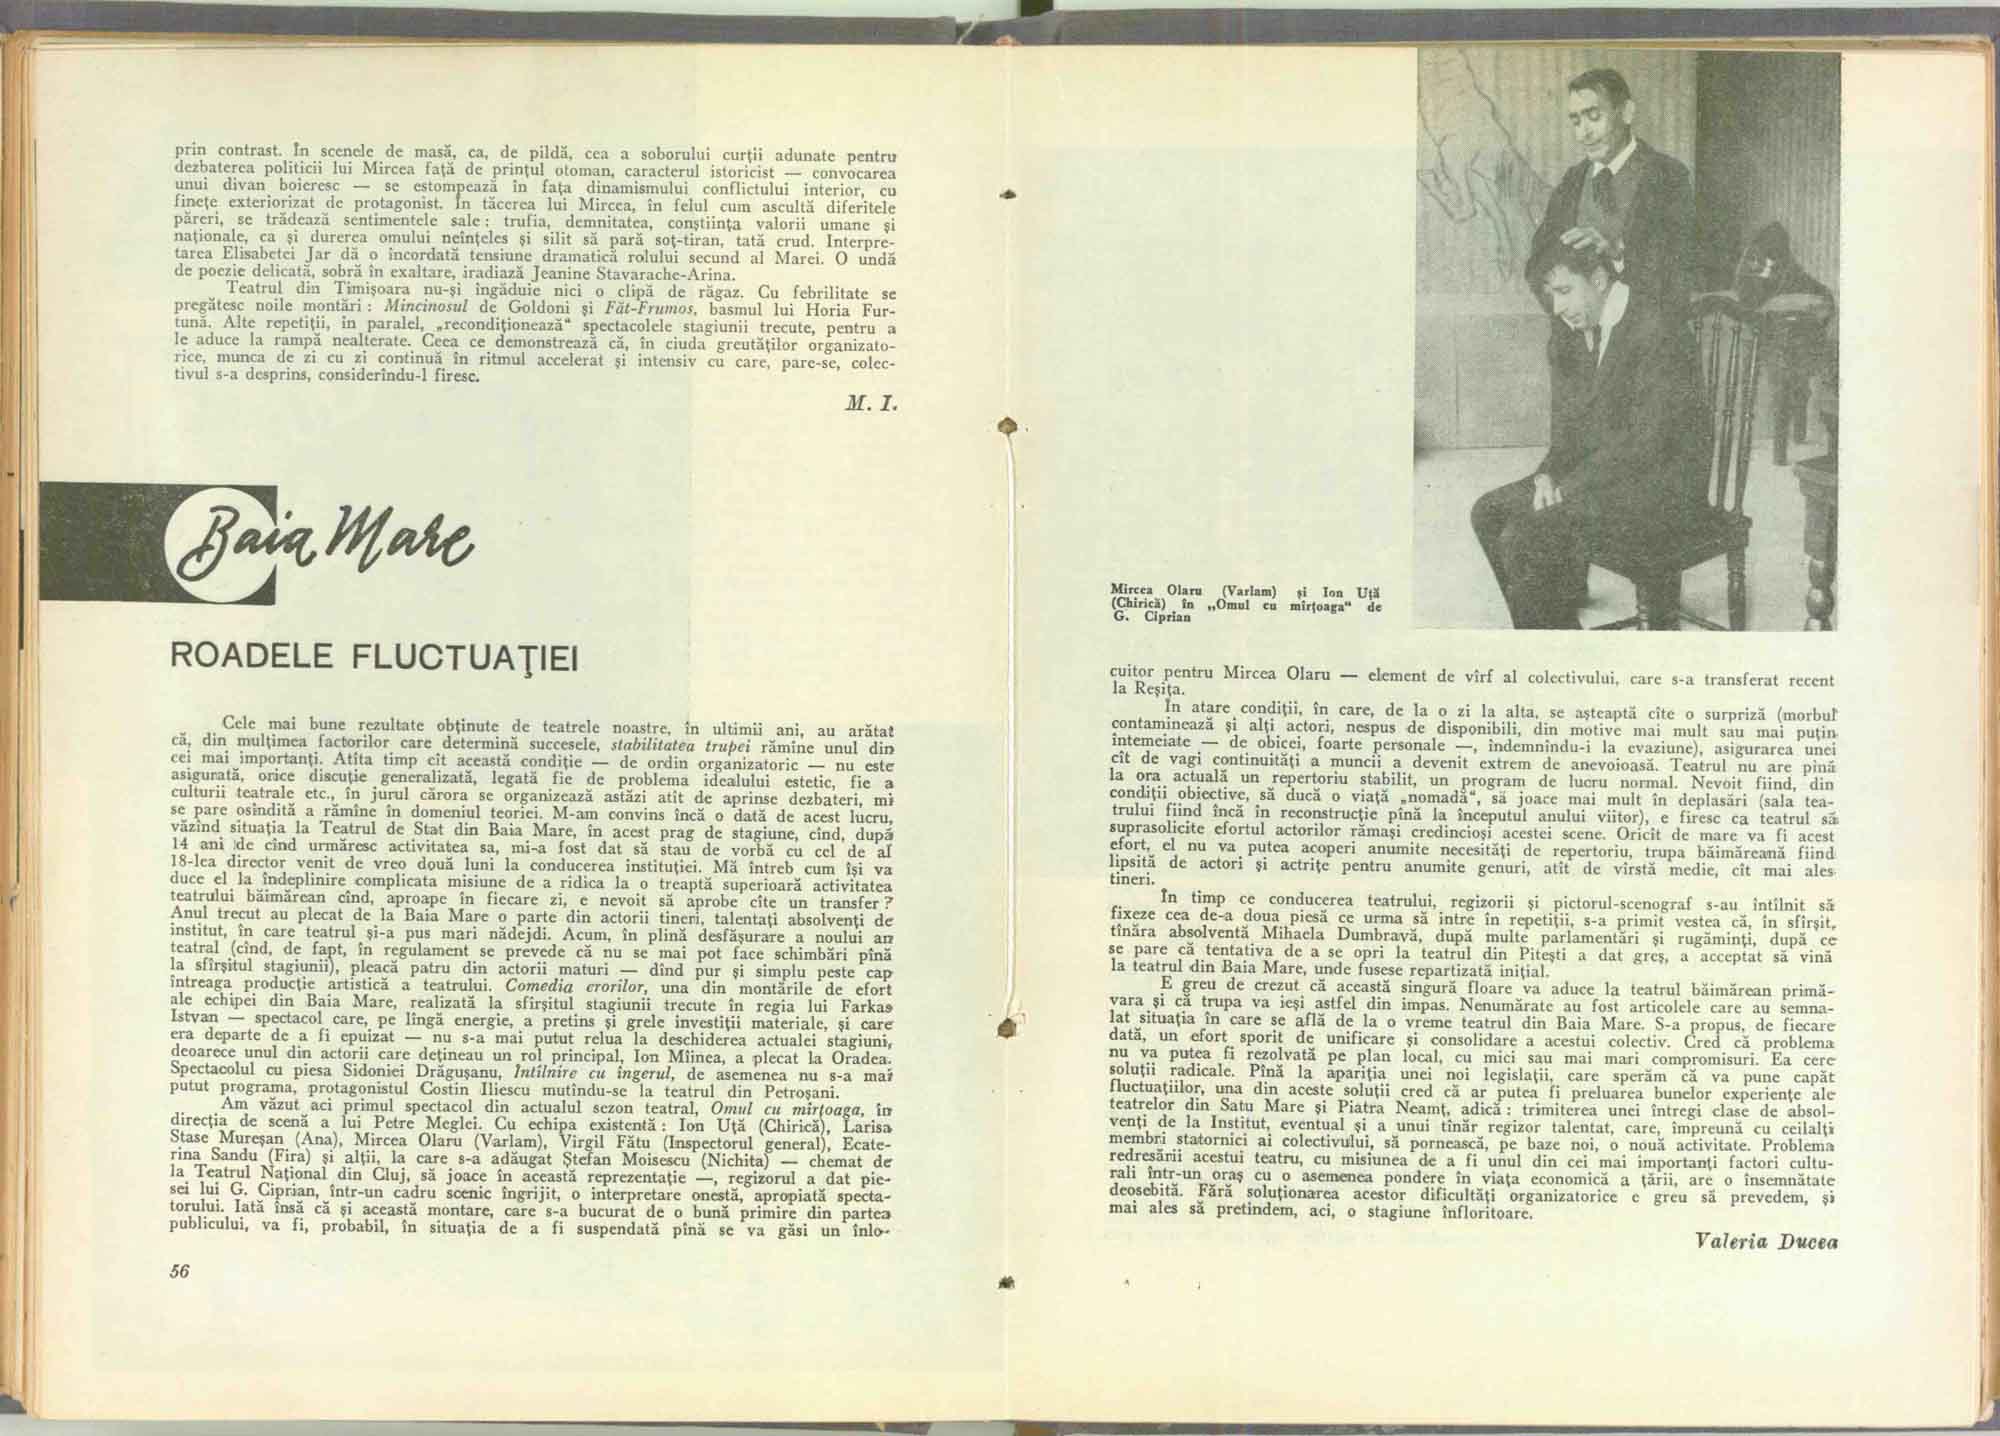 prin contrast. În scenele de masă, ca, de pildă, cea a soborului curții adunate pentru
dezbaterea politicii lui Mircea față de prințul otoman, caracterul istoricist — convocarea
unui divan boieresc — se estompează în fața dinamismului conflictului interior, cu
finețe exteriorizat de protagonist. În tăcerea lui Mircea, în felul cum ascultă diferitele
păreri, se trădează sentimentele sale : trufia, demnitatea, conștiința valorii umane și
naționale, ca și durerea omului neînțeles și silit să pară soț-tiran, tată crud. Interpre-
tarea Elisabetei Jar dă o încordată tensiune dramatică rolului secund al Marei. O undă
de poezie delicată, sobră în exaltare, iradiază Jeanine Stavarache-Arina.
Teatrul din Timișoara nu-și îngăduie nici o clipă de răgaz. Cu febrilitate se
pregătesc noile montări : Mincinosul de Goldoni și Făt-Frumos, basmul lui Horia Fur-
tună. Alte repetiții, în paralel, „recondiționează“ spectacolele stagiunii trecute, pentru a
le aduce la rampă nealterate. Ceea ce demonstrează că, în ciuda greutăților organizato-
rice, munca de zi cu zi continuă în ritmul accelerat și intensiv cu care, pare-se, colec-
tivul s-a desprins, considerîndu-l firesc.
M. I.
Baia Mare
ROADELE FLUCTUAȚIEI
Cele mai bune rezultate obținute de teatrele noastre, în ultimii ani, au arătat
că, din mulțimea factorilor care determină succesele, stabilitatea trupei rămîne unul din
cei mai importanți. Atîta timp cît această condiție — de ordin organizatoric — nu este
asigurată, orice discuție generalizată, legată fie de problema idealului estetic, fie a
culturii teatrale etc., în jurul cărora se organizează astăzi atît de aprinse dezbateri, mi
se pare osîndită a rămîne în domeniul teoriei. M-am convins încă o dată de acest lucru,
văzînd situația la Teatrul de Stat din Baia Mare, în acest prag de stagiune, cînd, după
14 ani de cînd urmăresc activitatea sa, mi-a fost dat să stau de vorbă cu cel de al
18-lea director venit de vreo două luni la conducerea instituției. Mă întreb cum își va
duce el la îndeplinire complicata misiune de a ridica la o treaptă superioară activitatea
teatrului băimărean cînd, aproape în fiecare zi, e nevoit să aprobe cîte un transfer ?
Anul trecut au plecat de la Baia Mare o parte din actorii tineri, talentați absolvenți de
institut, în care teatrul și-a pus mari nădejdi. Acum, în plină desfășurare a noului an
teatral (cînd, de fapt, în regulament se prevede că nu se mai pot face schimbări pînă
la sfîrșitul stagiunii), pleacă patru din actorii maturi — dînd pur și simplu peste cap
întreaga producție artistică a teatrului. Comedia erorilor, una din montările de efort
ale echipei din Baia Mare, realizată la sfîrșitul stagiunii trecute în regia lui Farkas
Istvan — spectacol care, pe lîngă energie, a pretins și grele investiții materiale, și care
era departe de a fi epuizat — nu s-a mai putut relua la deschiderea actualei stagiuni,
deoarece unul din actorii care dețineau un rol principal, Ion Mîinea, a plecat la Oradea.
Spectacolul cu piesa Sidoniei Drăgușanu, Întîlnire cu îngerul, de asemenea nu s-a mai
putut programa, protagonistul Costin Iliescu mutîndu-se la teatrul din Petroșani.
Am văzut aci primul spectacol din actualul sezon teatral, Omul cu mîrțoaga, în
direcția de scenă a lui Petre Meglei. Cu echipa existentă : Ion Uță (Chirică), Larisa
Stase Mureșan (Ana), Mircea Olaru (Varlam), Virgil Fătu (Inspectorul general), Ecate-
rina Sandu (Fira) și alții, la care s-a adăugat Ștefan Moisescu (Nichita) — chemat de
la Teatrul Național din Cluj, să joace în această reprezentație —, regizorul a dat pie-
sei lui G. Ciprian, într-un cadru scenic îngrijit, o interpretare onestă, apropiată specta-
torului. Iată însă că și această montare, care s-a bucurat de o bună primire din partea
publicului, va fi, probabil, în situația de a fi suspendată pînă se va găsi un înlo-
56
Mircea Olaru (Varlam) și Ion Uță
(Chirică) în „Omul cu mîrțoaga“ de
G. Ciprian
cuitor pentru Mircea Olaru — element de vîrf al colectivului, care s-a transferat recent
la Reșița.
În atare condiții, în care, de la o zi la alta, se așteaptă cîte o surpriză (morbul
contaminează și alți actori, nespus de disponibili, din motive mai mult sau mai puțin
întemeiate — de obicei, foarte personale —, îndemnîndu-i la evaziune), asigurarea unei
cît de vagi continuități a muncii a devenit extrem de anevoioasă. Teatrul nu are pînă
la ora actuală un repertoriu stabilit, un program de lucru normal. Nevoit fiind, din
condiții obiective, să ducă o viață „nomadă“, să joace mai mult în deplasări (sala tea-
trului fiind încă în reconstrucție pînă la începutul anului viitor), e firesc ca teatrul să
suprasolicite efortul actorilor rămași credincioși acestei scene. Oricît de mare va fi acest
efort, el nu va putea acoperi anumite necesități de repertoriu, trupa băimăreană fiind
lipsită de actori și actrițe pentru anumite genuri, atît de vîrstă medie, cît mai ales
tineri.
În timp ce conducerea teatrului, regizorii și pictorul-scenograf s-au întîlnit să
fixeze cea de-a doua piesă ce urma să intre în repetiții, s-a primit vestea că, în sfîrșit,
tînăra absolventă Mihaela Dumbravă, după multe parlamentări și rugăminți, după ce
se pare că tentativa de a se opri la teatrul din Pitești a dat greș, a acceptat să vină
la teatrul din Baia Mare, unde fusese repartizată inițial.
E greu de crezut că această singură floare va aduce la teatrul băimărean primă-
vara și că trupa va ieși astfel din impas. Nenumărate au fost articolele care au semna-
lat situația în care se află de la o vreme teatrul din Baia Mare. S-a propus, de fiecare
dată, un efort sporit de unificare și consolidare a acestui colectiv. Cred că problema
nu va putea fi rezolvată pe plan local, cu mici sau mai mari compromisuri. Ea cere
soluții radicale. Pînă la apariția unei noi legislații, care sperăm că va pune capăt
fluctuațiilor, una din aceste soluții cred că ar putea fi preluarea bunelor experiențe ale
teatrelor din Satu Mare și Piatra Neamț, adică : trimiterea unei întregi clase de absol-
venți de la Institut, eventual și a unui tînăr regizor talentat, care, împreună cu ceilalți
membri statornici ai colectivului, să pornească, pe baze noi, o nouă activitate. Problema
redresării acestui teatru, cu misiunea de a fi unul din cei mai importanți factori cultu-
rali într-un oraș cu o asemenea pondere în viața economică a țării, are o însemnătate
deosebită. Fără soluționarea acestor dificultăți organizatorice e greu să prevedem, și
mai ales să pretindem, aci, o stagiune înfloritoare.
Valeria Ducea